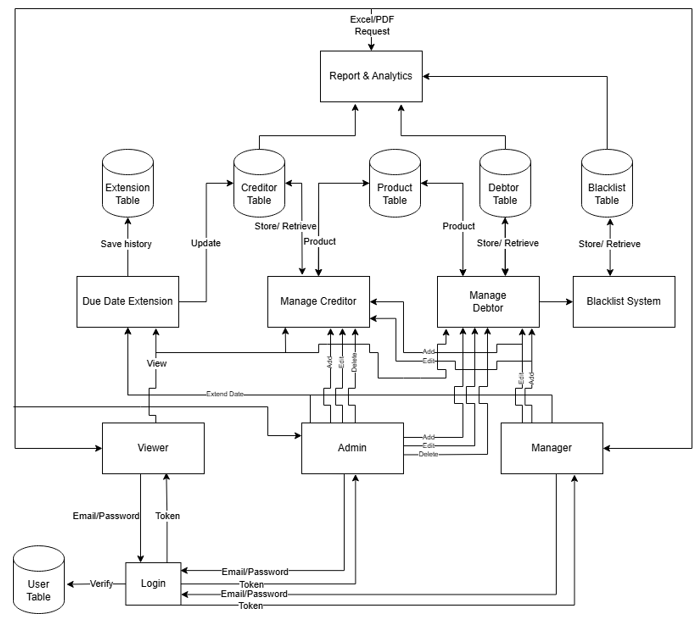 Excel/PDF
Request
Report & Analytics
Extension
Table
Creditor
Table
Product
Table
Debtor
Table
Blacklist
Table
Save history
Update
Store/ Retrieve
Product
Product
Store/ Retrieve
Store/ Retrieve
Due Date Extension
Manage Creditor
Manage
Debtor
Blacklist System
View
Add
Edit
Delete
Add
Edit
Edit
Add
Extend Date
Viewer
Admin
Manager
Add
Edit
Delete
Email/Password
Token
Email/Password
Token
Email/Password
Token
Login
Verify
User
Table